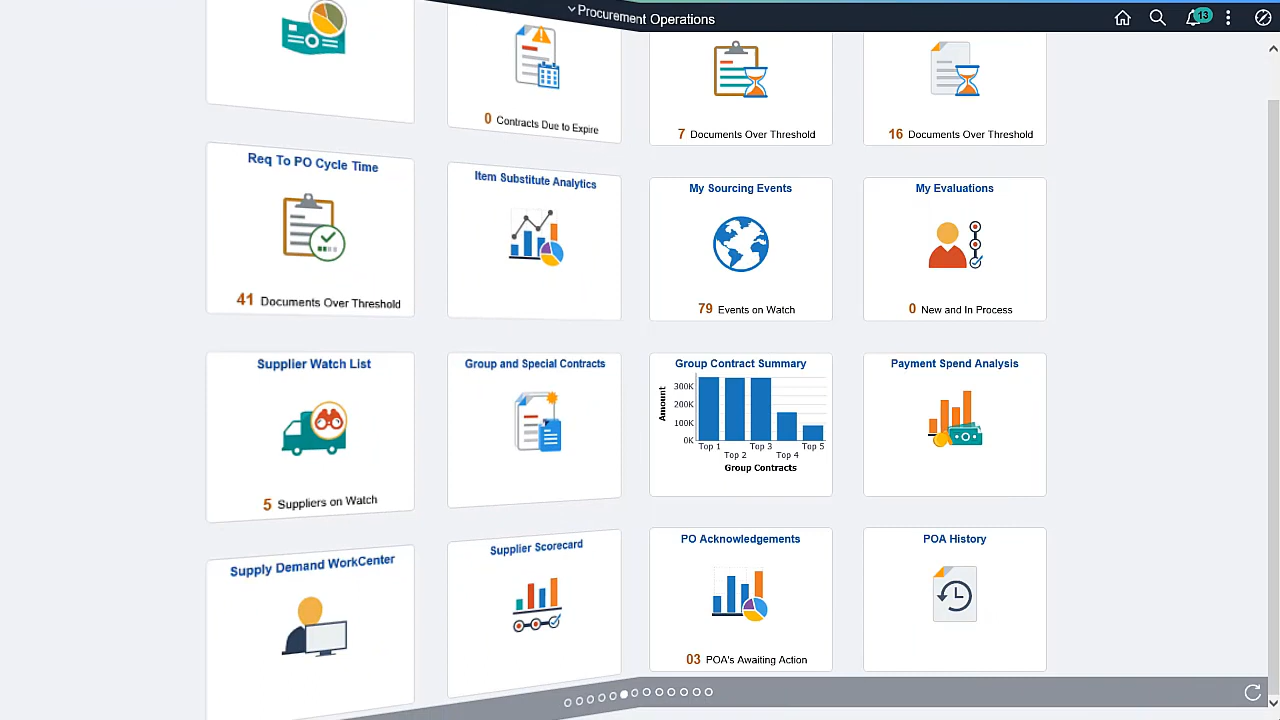 Procurement Operations
13
0 Contracts Due to Expire
7 Documents Over Threshold
16 Documents Over Threshold
Req To PO Cycle Time
41 Documents Over Threshold
Item Substitute Analytics
My Sourcing Events
79 Events on Watch
My Evaluations
0 New and In Process
Supplier Watch List
5 Suppliers on Watch
Group and Special Contracts
Group Contract Summary
Amount
300K
200K
100K
0K
Top 1
Top 2
Top 3
Top 4
Top 5
Group Contracts
Payment Spend Analysis
Supply Demand WorkCenter
Supplier Scorecard
PO Acknowledgements
03 POA's Awaiting Action
POA History